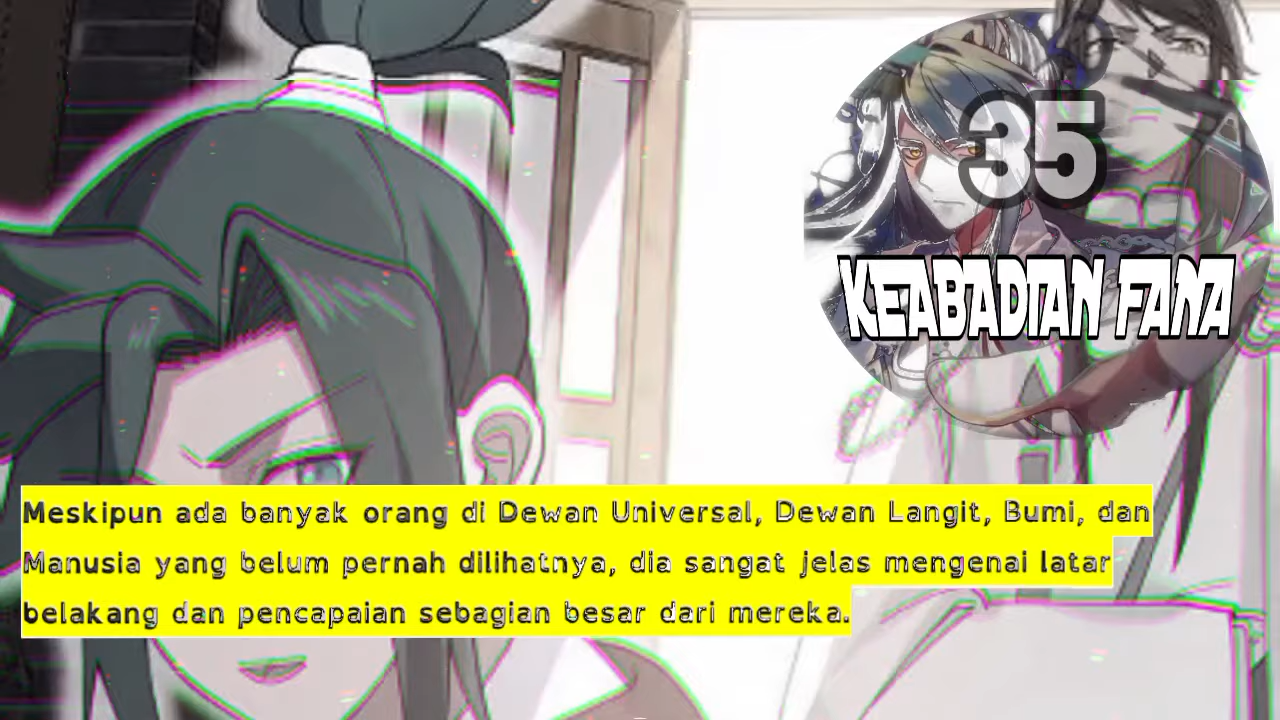 35
KEABADIAN FANA
Meskipun ada banyak orang di Dewan Universal, Dewan Langit, Bumi, dan
Manusia yang belum pernah dilihatnya, dia sangat jelas mengenai latar
belakang dan pencapaian sebagian besar dari mereka.